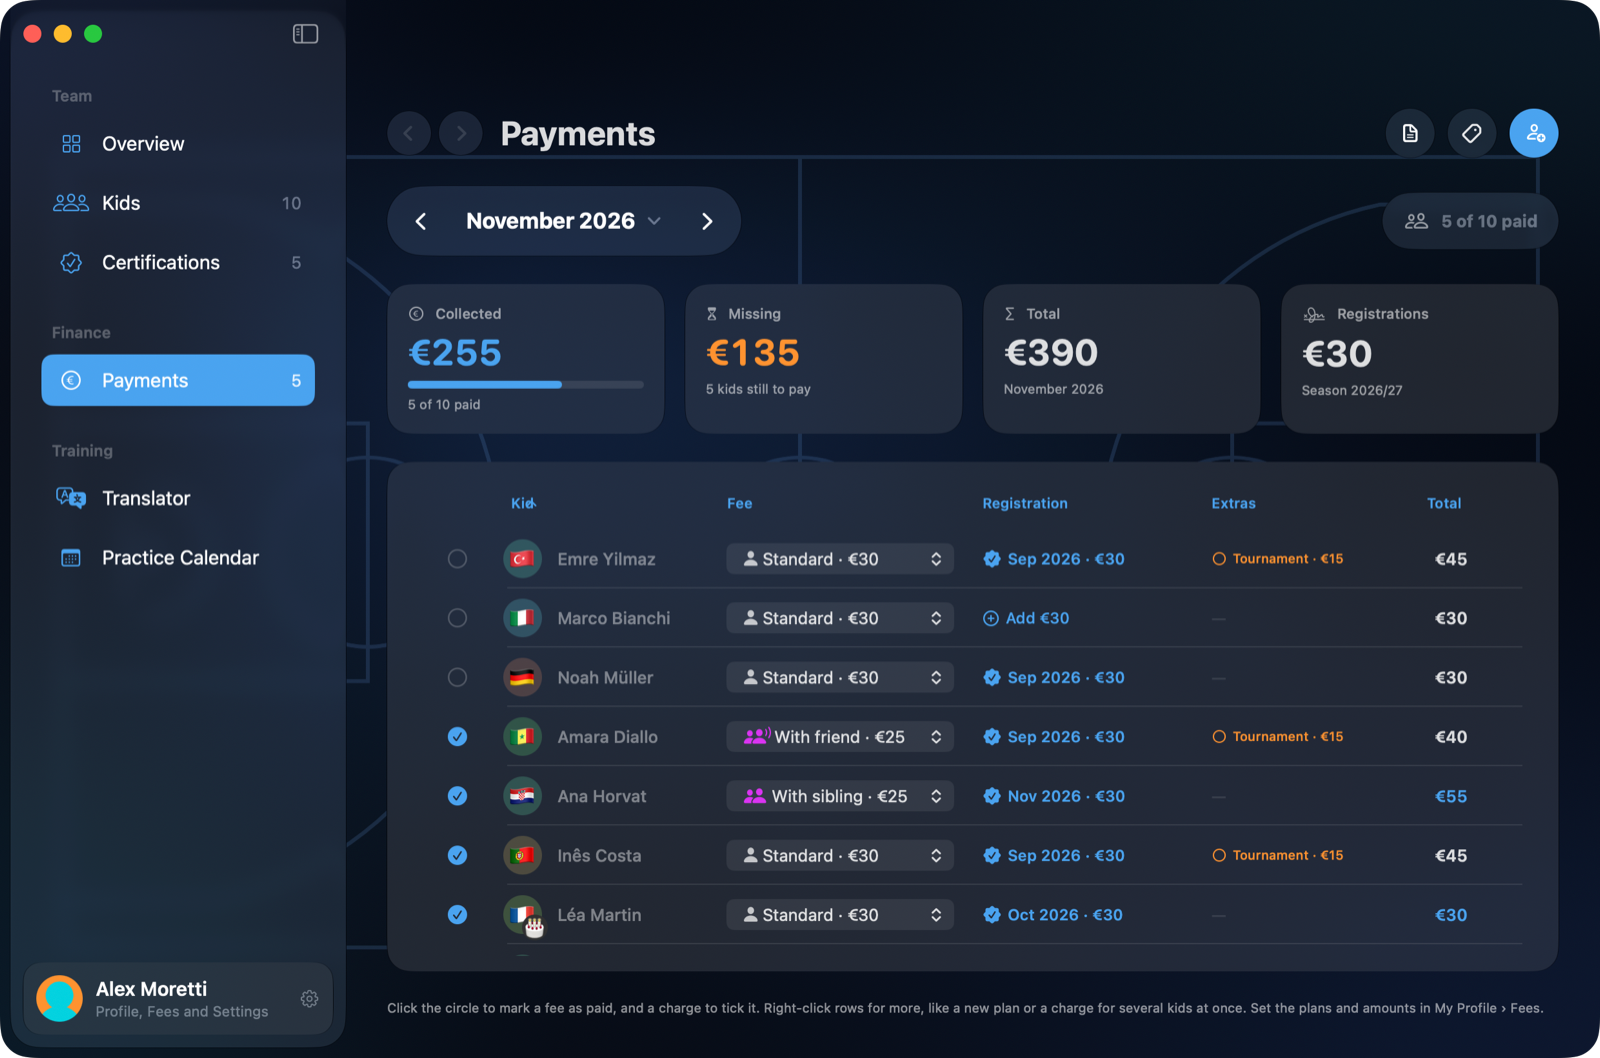 Team
Overview
Kids 10
Certifications 5
Finance
Payments 5
Training
Translator
Practice Calendar
Alex Moretti
Profile, Fees and Settings
Payments
November 2026
5 of 10 paid
Collected
€255
5 of 10 paid
Missing
€135
5 kids still to pay
Total
€390
November 2026
Registrations
€30
Season 2026/27
Kid Fee Registration Extras Total
Emre Yilmaz Standard · €30 Sep 2026 · €30 Tournament · €15 €45
Marco Bianchi Standard · €30 Add €30 — €30
Noah Müller Standard · €30 Sep 2026 · €30 — €30
Amara Diallo With friend · €25 Sep 2026 · €30 Tournament · €15 €40
Ana Horvat With sibling · €25 Nov 2026 · €30 — €55
Inês Costa Standard · €30 Sep 2026 · €30 Tournament · €15 €45
Léa Martin Standard · €30 Oct 2026 · €30 — €30
Click the circle to mark a fee as paid, and a charge to tick it. Right-click rows for more, like a new plan or a charge for several kids at once. Set the plans and amounts in My Profile › Fees.